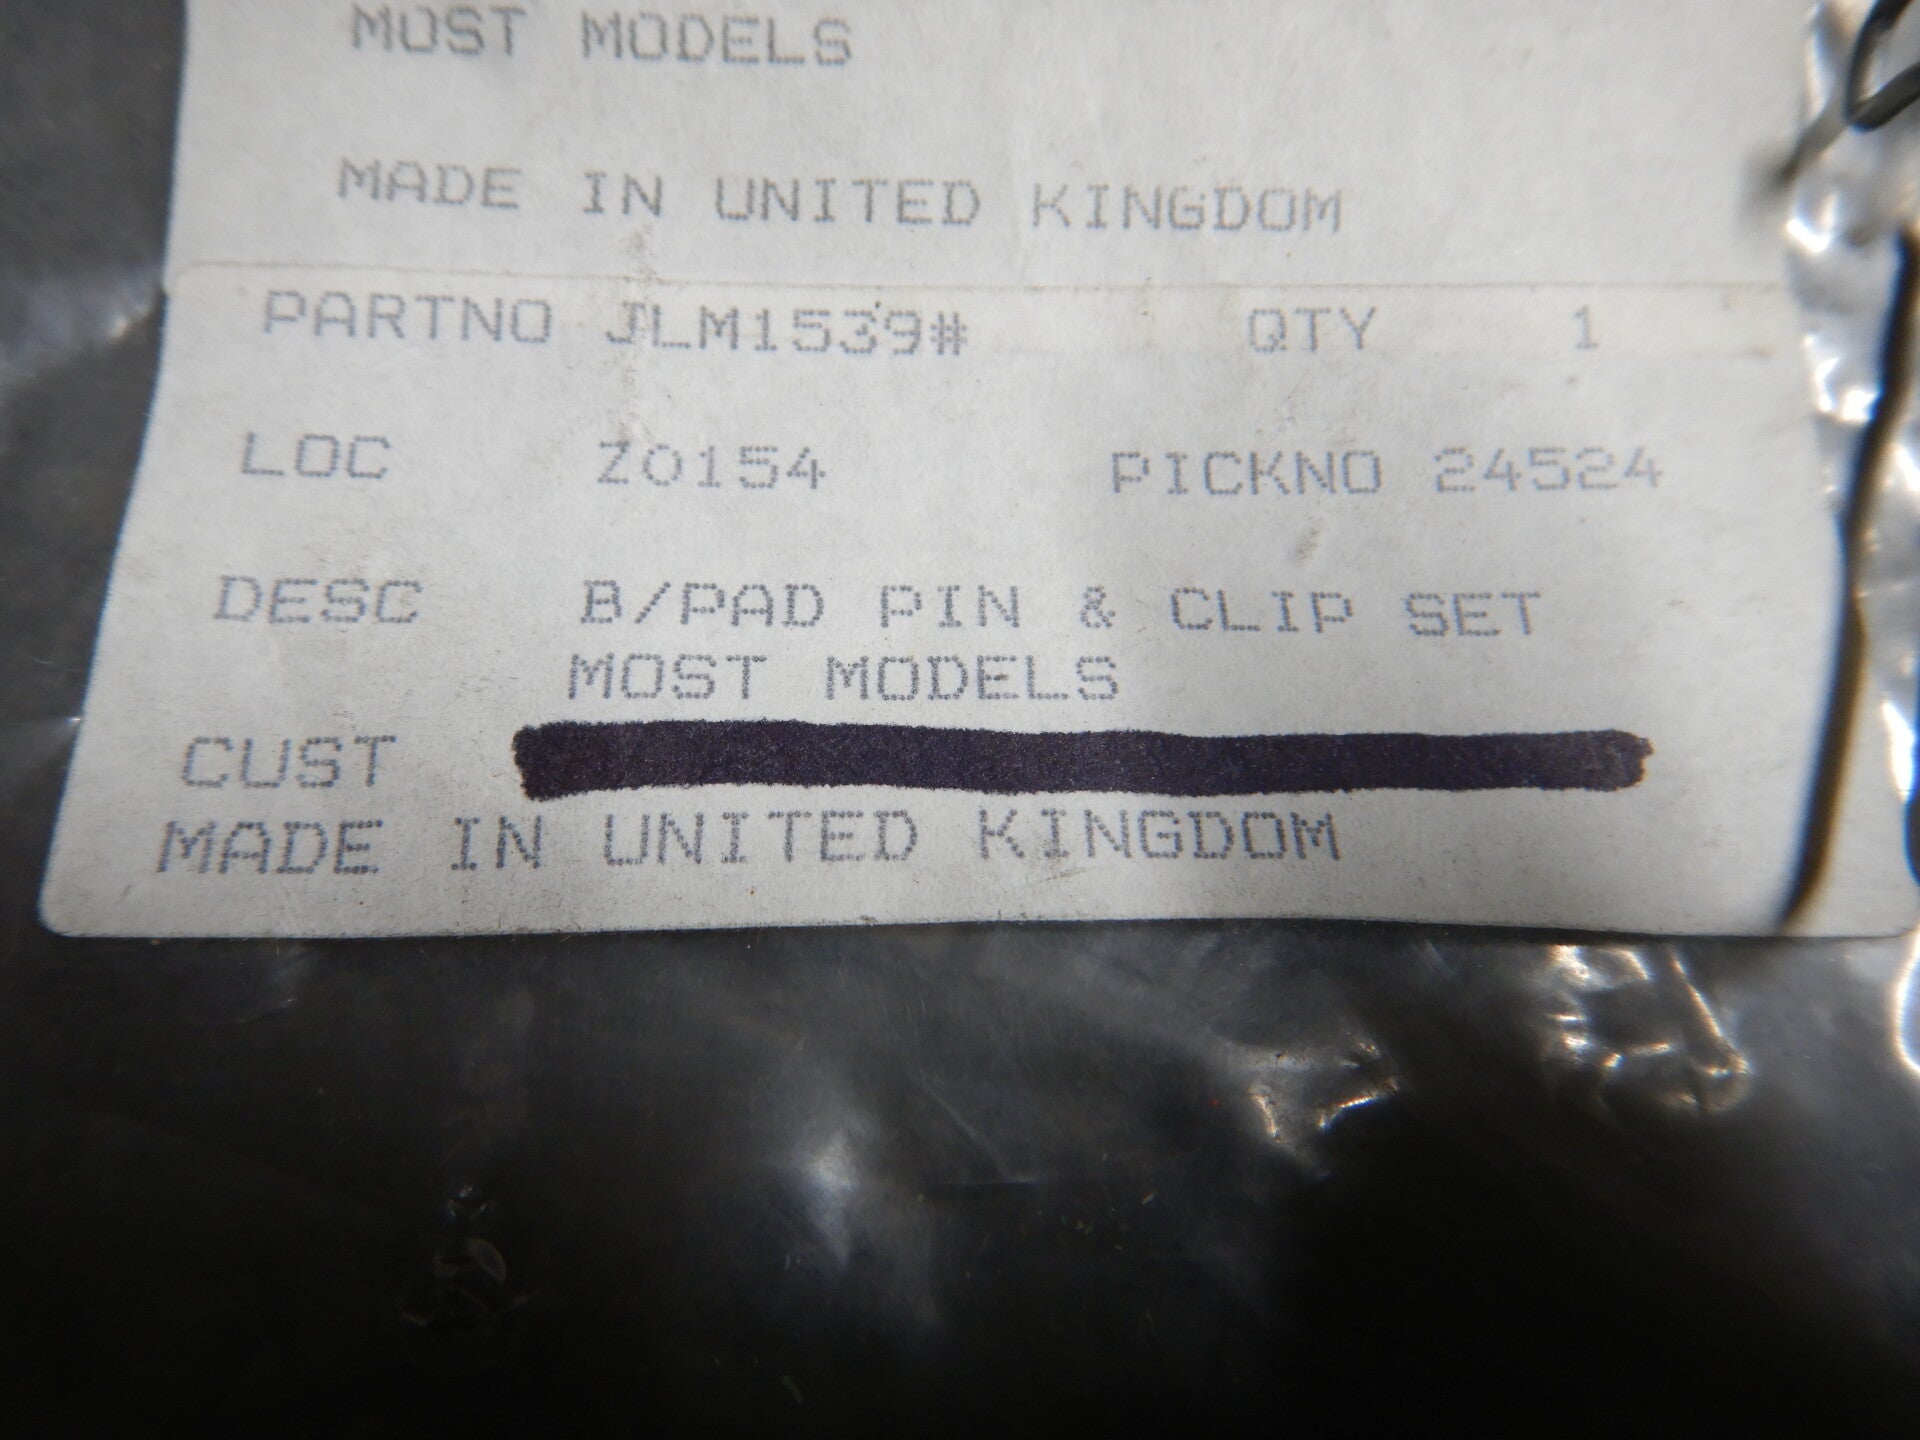 MOST MODELS
MADE IN UNITED KINGDOM
PARTNO JLM1539# QTY 1
LOC Z0154 PICKNO 24524
DESC B/PAD PIN & CLIP SET
MOST MODELS
CUST
MADE IN UNITED KINGDOM